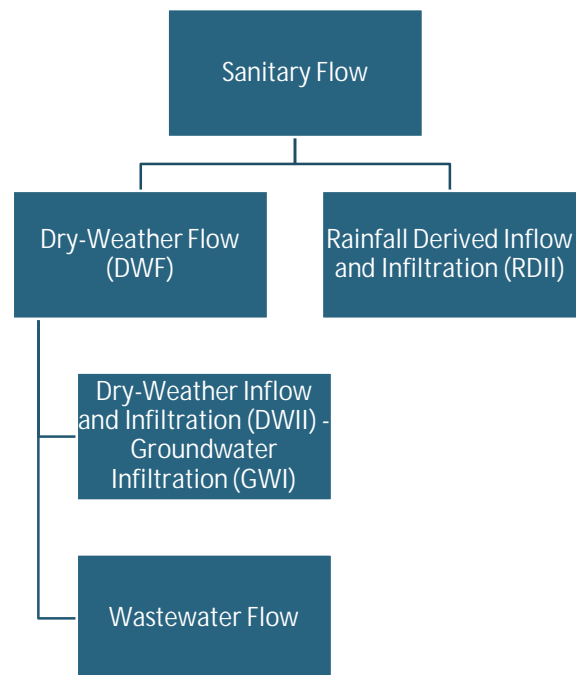 Sanitary Flow
Dry-Weather Flow
(DWF)
Rainfall Derived Inflow
and Infiltration (RDII)
Dry-Weather Inflow
and Infiltration (DWII) -
Groundwater
Infiltration (GWI)
Wastewater Flow